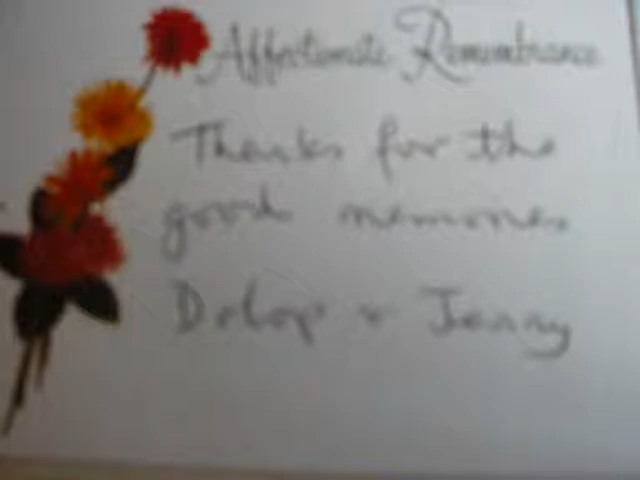 Affectionate Remembrance
Thanks for the
good memories
& Jenny